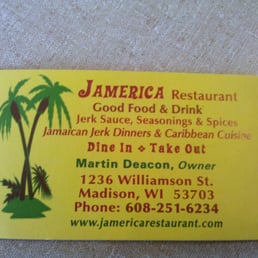 JAMERICA Restaurant
Good Food & Drink
Jerk Sauce, Seasonings & Spices
Jamaican Jerk Dinners & Caribbean Cuisine
Dine In ❖ Take Out
Martin Deacon, Owner
1236 Williamson St.
Madison, WI 53703
Phone: 608-251-6234
www.jamericarestaurant.com